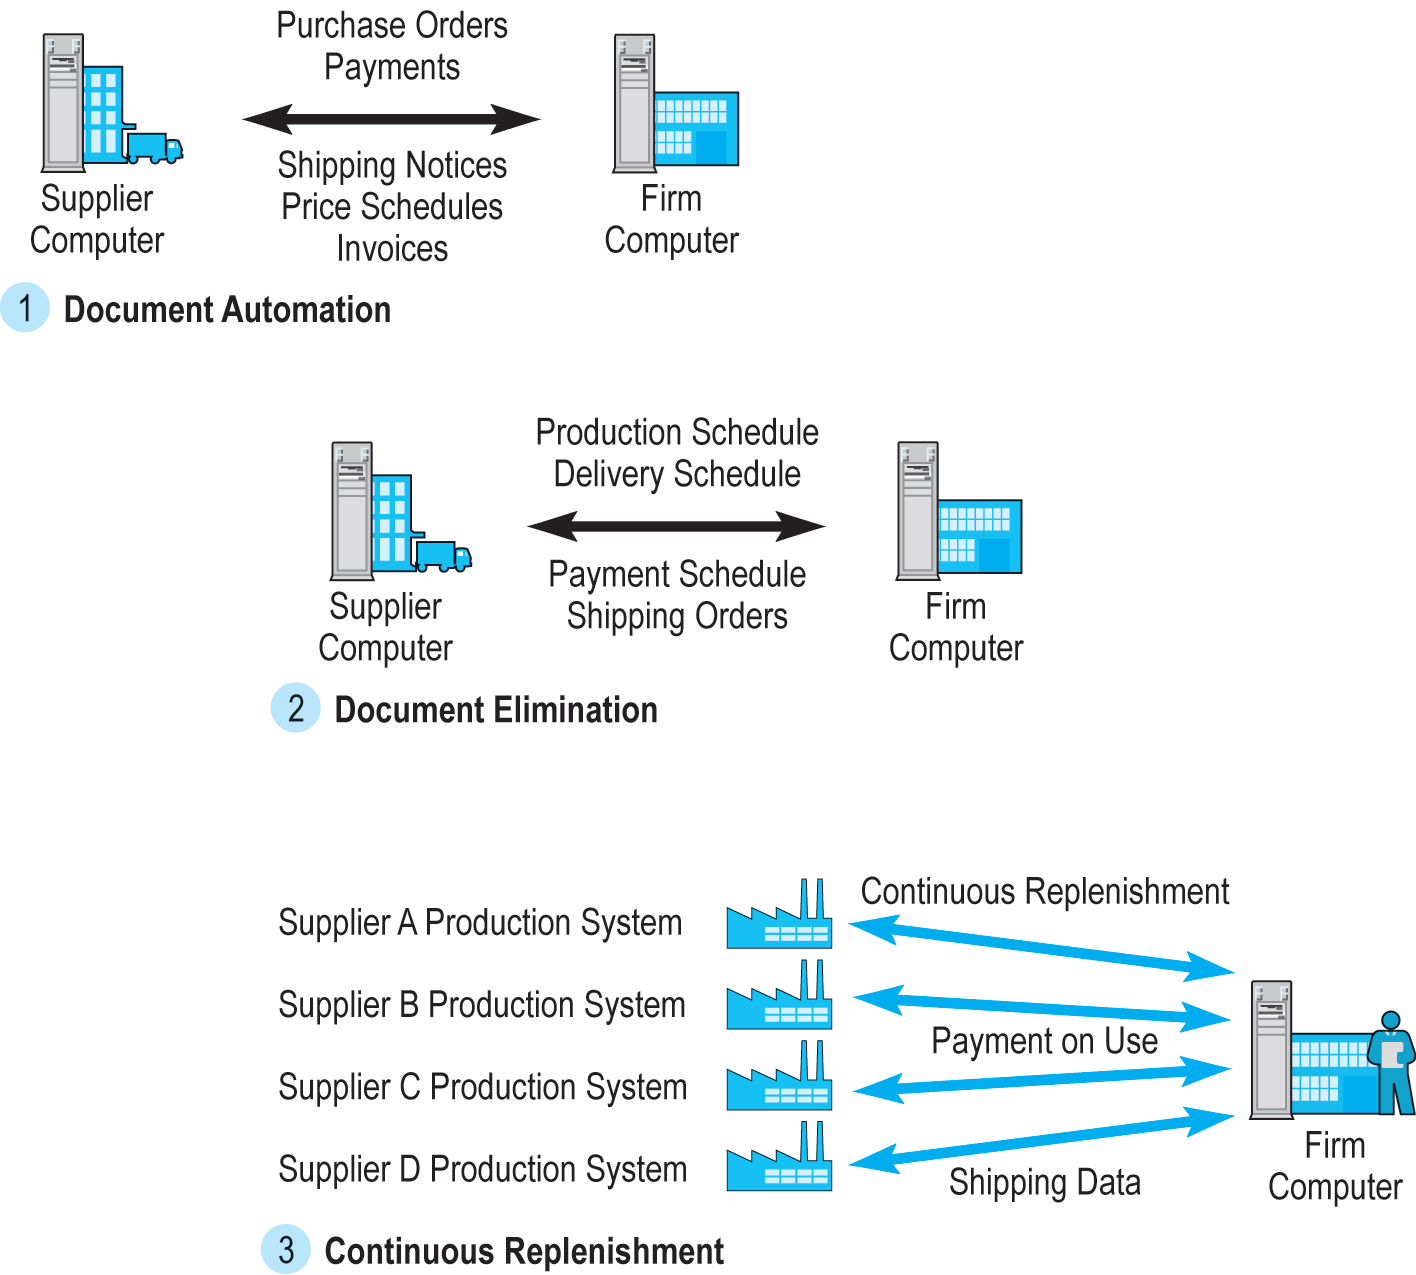 Purchase Orders
Payments
Shipping Notices
Price Schedules
Invoices
Supplier
Computer
Firm
Computer
1 Document Automation
Production Schedule
Delivery Schedule
Payment Schedule
Shipping Orders
Supplier
Computer
Firm
Computer
2 Document Elimination
Continuous Replenishment
Supplier A Production System
Supplier B Production System
Payment on Use
Supplier C Production System
Supplier D Production System
Shipping Data
Firm
Computer
3 Continuous Replenishment